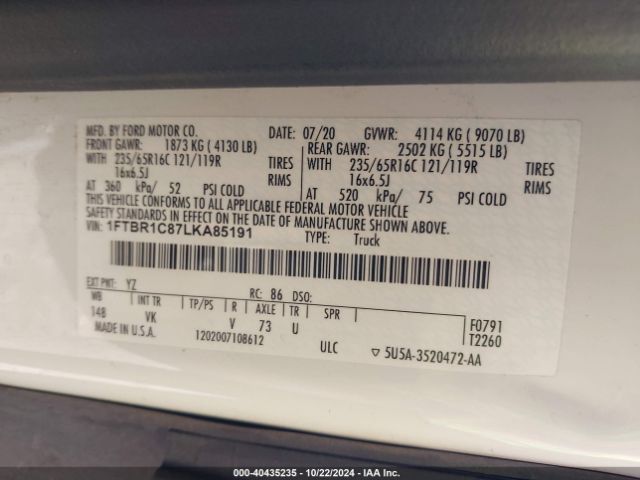 MFD. BY FORD MOTOR CO. DATE: 07/20 GVWR: 4114 KG ( 9070 LB)
FRONT GAWR: 1873 KG ( 4130 LB) REAR GAWR: 2502 KG ( 5515 LB)
WITH 235/65R16C 121/119R TIRES WITH 235/65R16C 121/119R TIRES
16x6.5J RIMS 16x6.5J RIMS
AT 360 kPa/ 52 PSI COLD AT 520 kPa/ 75 PSI COLD
THIS VEHICLE CONFORMS TO ALL APPLICABLE FEDERAL MOTOR VEHICLE
SAFETY STANDARDS IN EFFECT ON THE DATE OF MANUFACTURE SHOWN ABOVE.
VIN: 1FTBR1C87LKA85191 TYPE: Truck
EXT PNT: YZ RC: 86 DSO:
WB INT TR TP/PS R AXLE TR SPR F0791
148 VK V 73 U T2260
MADE IN U.S.A. 1202007108612 ULC ▽ 5U5A-3520472-AA
000-40435235 - 10/22/2024 - IAA Inc.